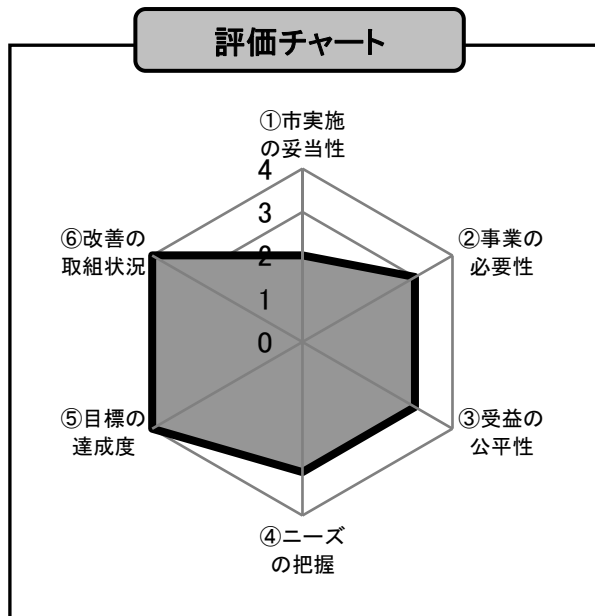 評価チャート
①市実施
の妥当性
4
3
2
1
0
②事業の
必要性
③受益の
公平性
④ニーズ
の把握
⑤目標の
達成度
⑥改善の
取組状況